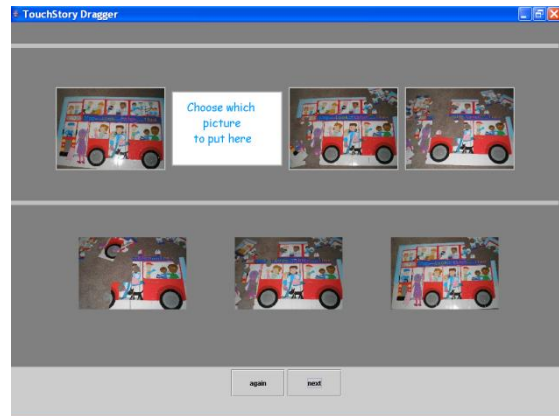 TouchStory Dragger
Choose which
picture
to put here
again
next